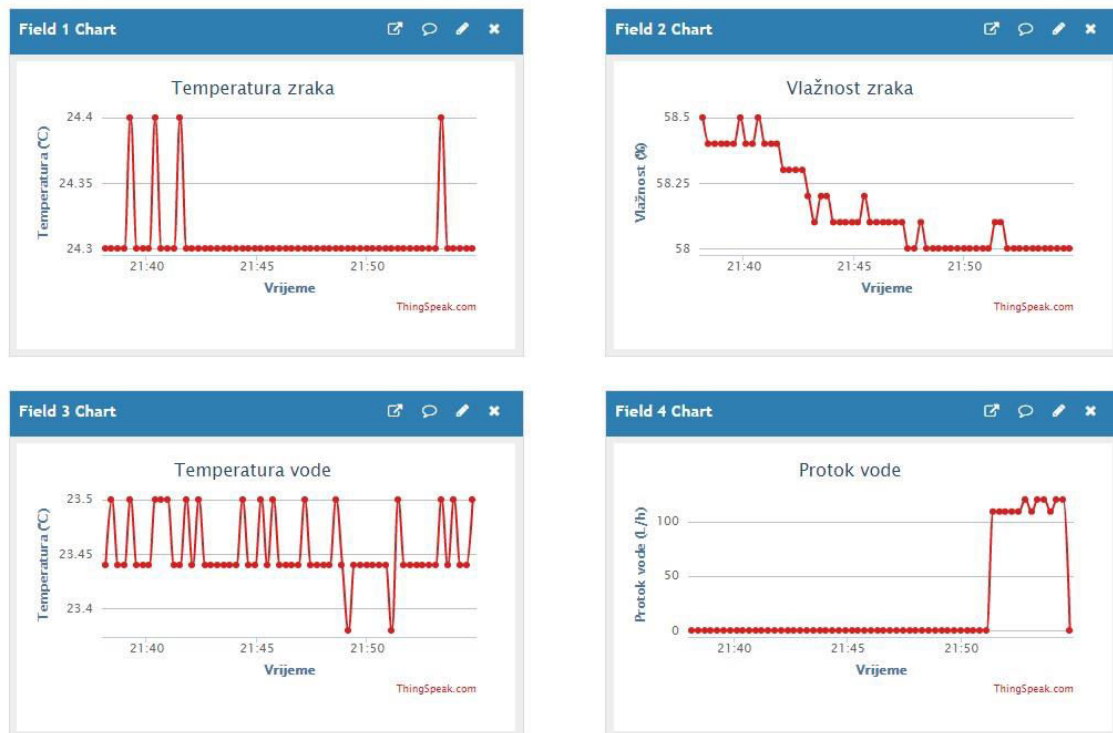 Field 1 Chart
Temperatura zraka
Temperatura (°C)
24.4
24.35
24.3
21:40 21:45 21:50
Vrijeme
ThingSpeak.com
Field 2 Chart
Vlažnost zraka
Vlažnost (%)
58.5
58.25
58
21:40 21:45 21:50
Vrijeme
ThingSpeak.com
Field 3 Chart
Temperatura vode
Temperatura (°C)
23.5
23.45
23.4
21:40 21:45 21:50
Vrijeme
ThingSpeak.com
Field 4 Chart
Protok vode
Protok vode (L/h)
100
50
0
21:40 21:45 21:50
Vrijeme
ThingSpeak.com